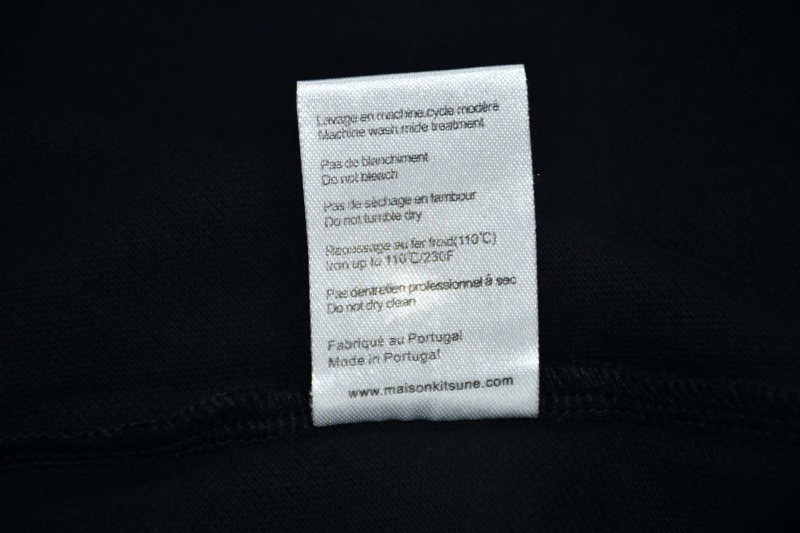 Lavage en machine,cycle modéré
Machine wash,mide treatment
Pas de blanchiment
Do not bleach
Pas de séchage en tambour
Do not tumble dry
Repassage au fer froid(110℃)
Iron up to 110℃/230F
Pas dentretien professionnel à sec
Do not dry clean
Fabriqué au Portugal
Made in Portugal
www.maisonkitsune.com